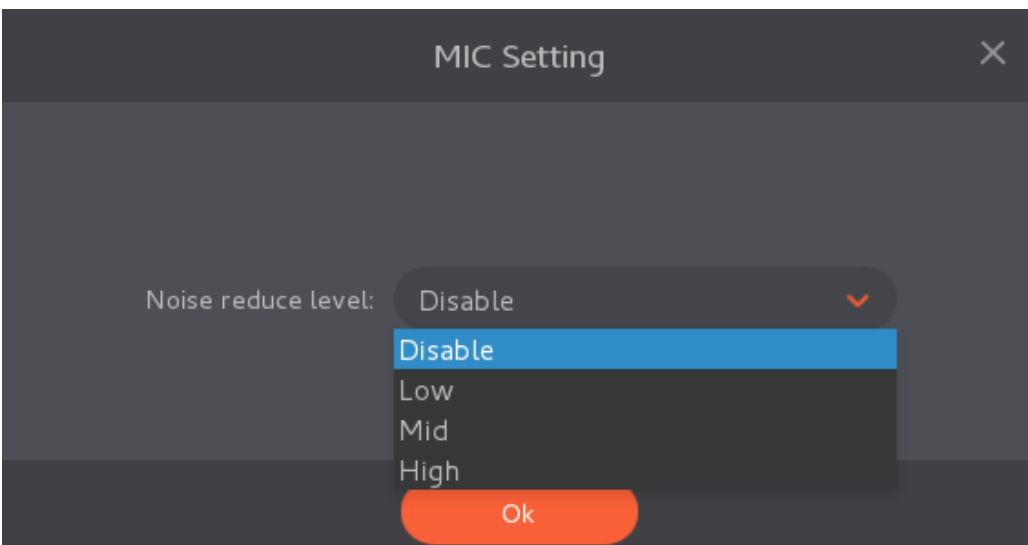 MIC Setting
Noise reduce level: Disable
Disable
Low
Mid
High
Ok